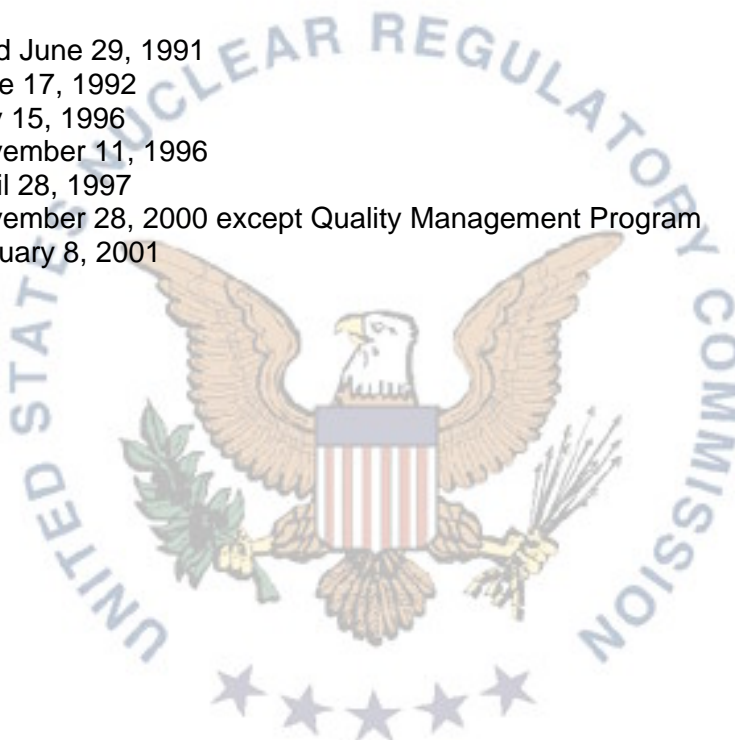 d June 29, 1991
e 17, 1992
y 15, 1996
vember 11, 1996
il 28, 1997
vember 28, 2000 except Quality Management Program
uary 8, 2001
UNITED STATES NUCLEAR REGULATORY COMMISSION